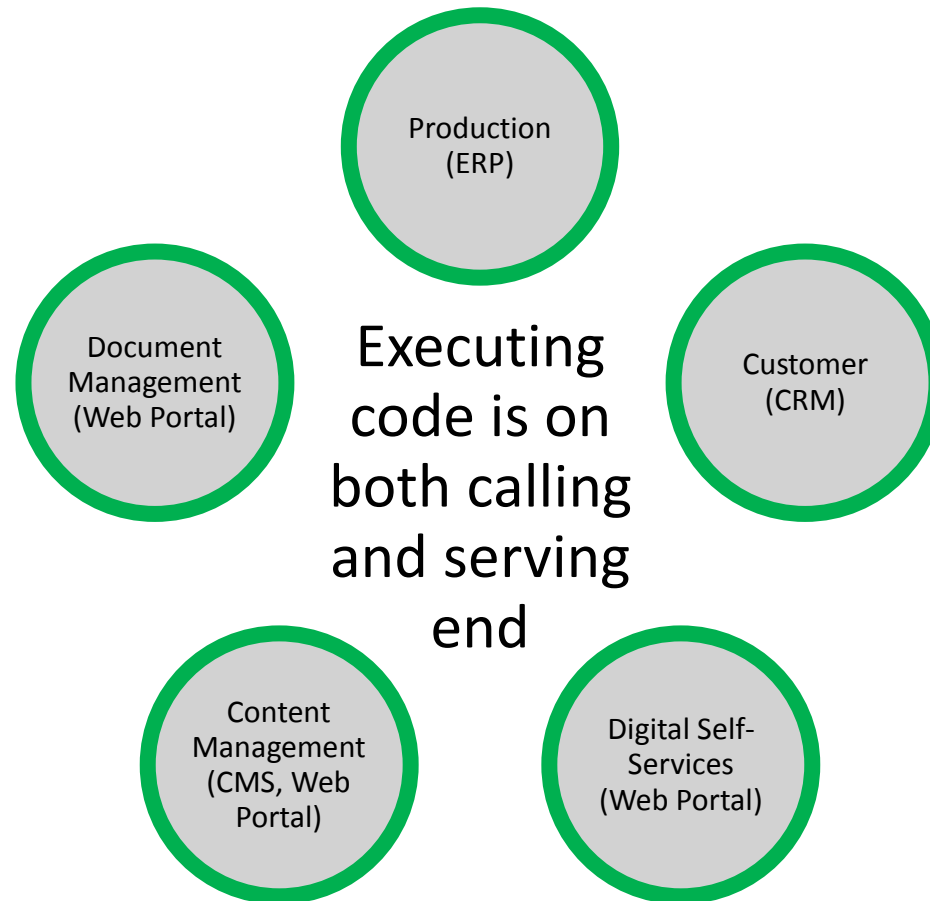 Production
(ERP)
Document
Management
(Web Portal)
Executing
code is on
both calling
and serving
end
Customer
(CRM)
Content
Management
(CMS, Web
Portal)
Digital Self-
Services
(Web Portal)